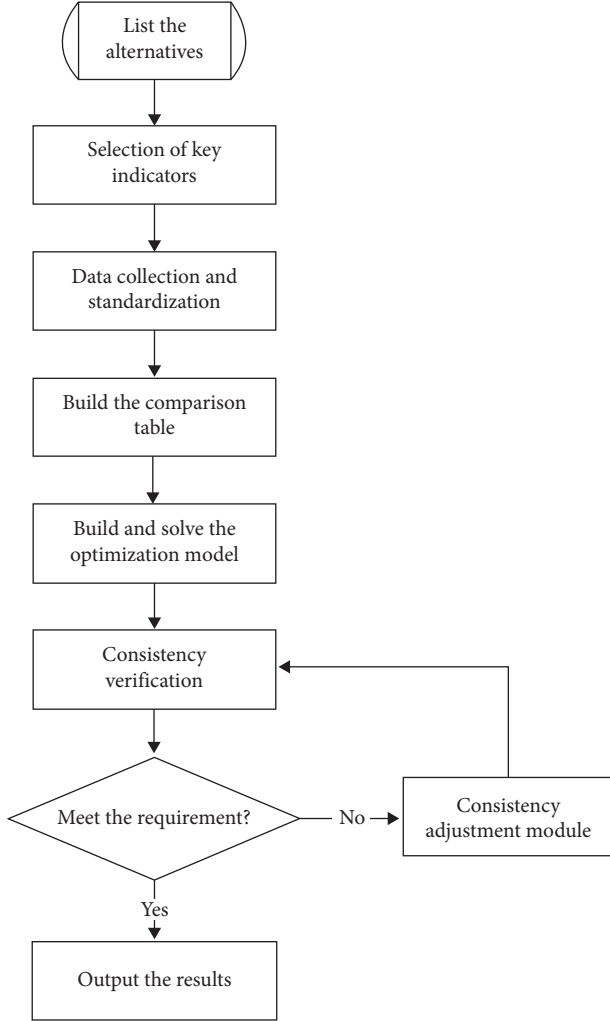 List the
alternatives
Selection of key
indicators
Data collection and
standardization
Build the comparison
table
Build and solve the
optimization model
Consistency
verification
Meet the requirement?
No
Consistency
adjustment module
Yes
Output the results